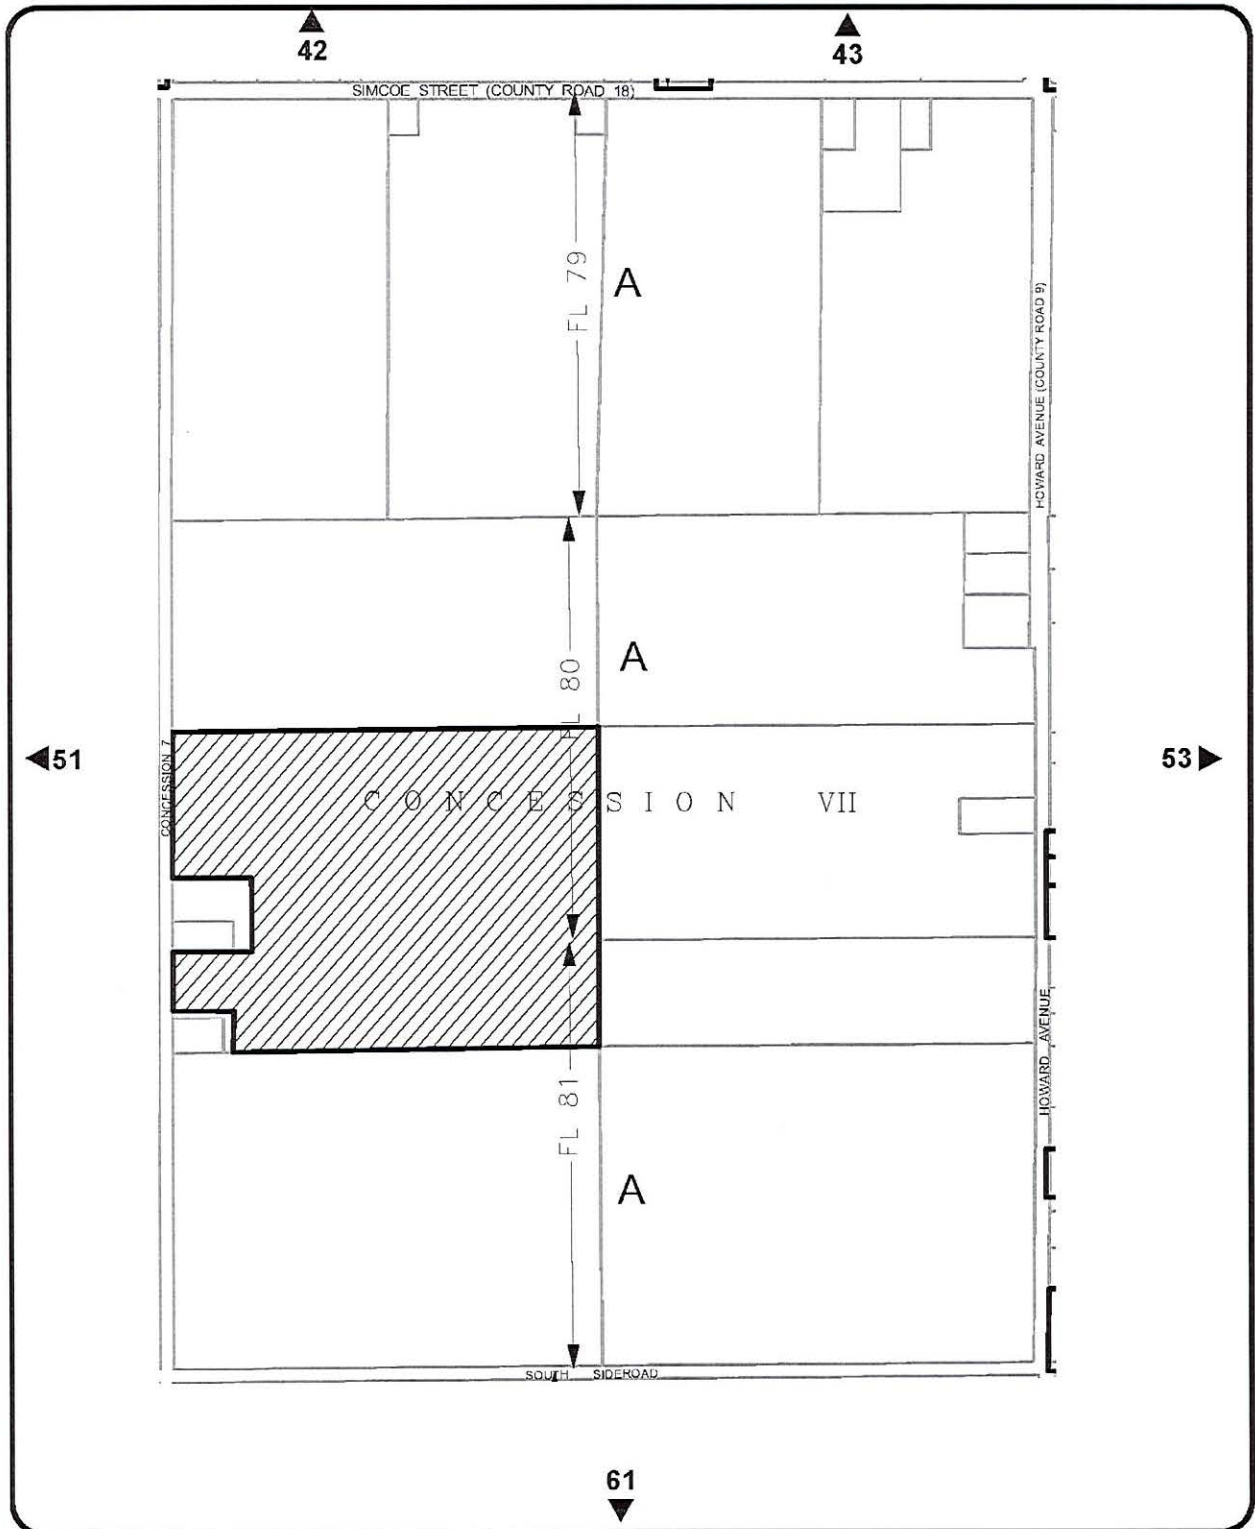 42
43
SIMCOE STREET (COUNTY ROAD 18)
FL 79
A
HOWARD AVENUE (COUNTY ROAD 9)
FL 80
A
51
53
CONCESSION 7
CONCESSION VII
HOWARD AVENUE
FL 81
A
SOUTH SIDEROAD
61